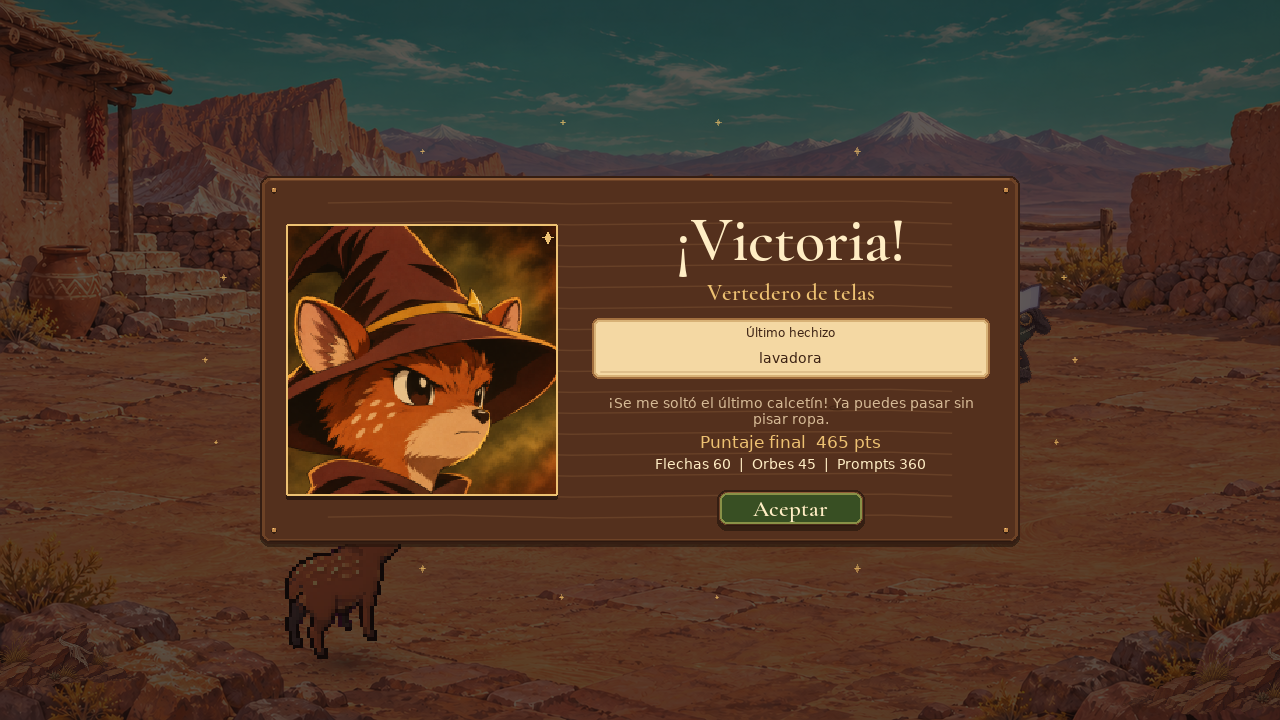 ¡Victoria!
Vertedero de telas
Último hechizo
lavadora
¡Se me soltó el último calcetín! Ya puedes pasar sin
pisar ropa.
Puntaje final  465 pts
Flechas 60  |  Orbes 45  |  Prompts 360
Aceptar